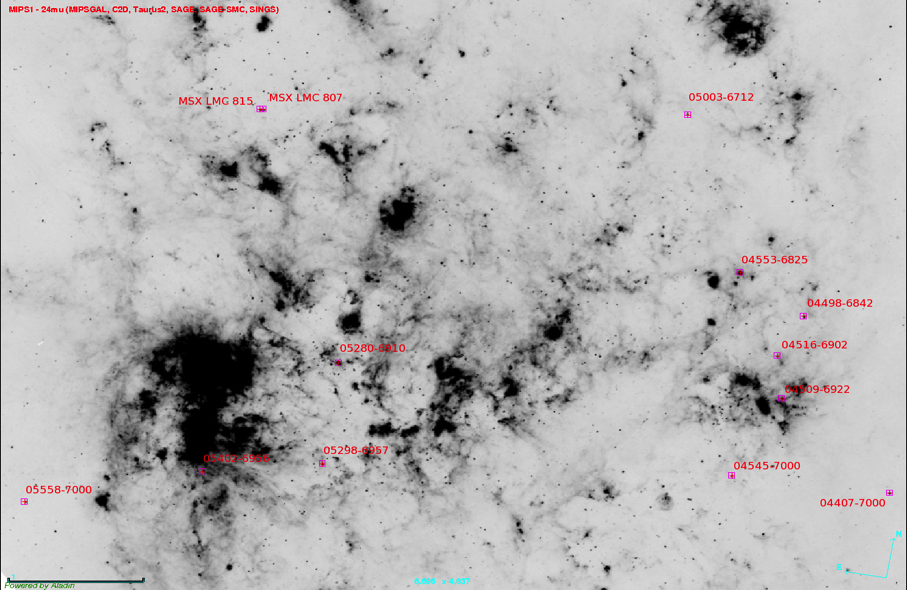 MIPS1 - 24mu (MIPSGAL, C2D, Taurus2, SAGE, SAGE-SMC, SINGS)
MSX LMG 815
MSX LMC 807
05003-6712
04553-6825
04498-6842
04516-6902
05280-6910
04509-6922
05298-6957
04545-7000
05558-7000
04407-7000
N
E
Powered by Aladin